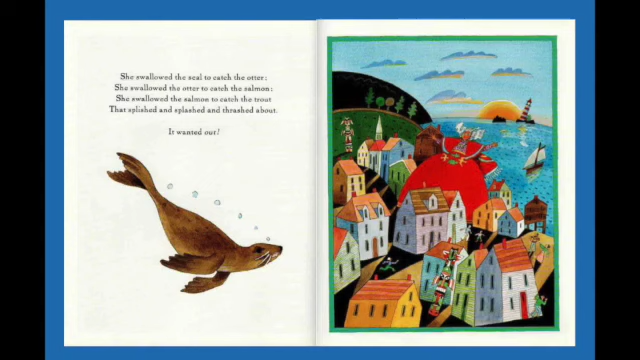 She swallowed the seal to catch the otter;
She swallowed the otter to catch the salmon;
She swallowed the salmon to catch the trout
That splished and splashed and thrashed about.
It wanted out!